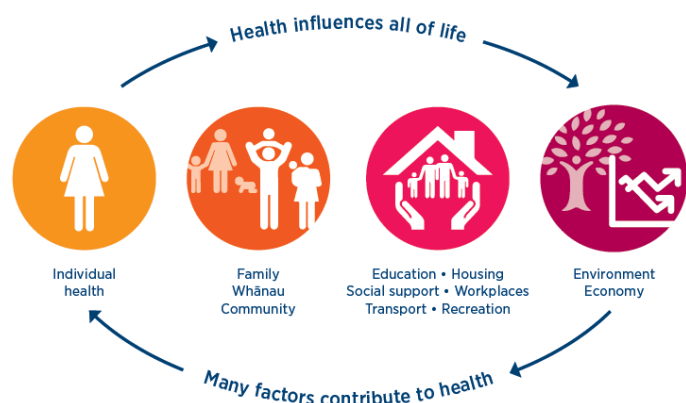 Health influences all of life
Individual
health
Family
Whānau
Community
Education • Housing
Social support • Workplaces
Transport • Recreation
Environment
Economy
Many factors contribute to health